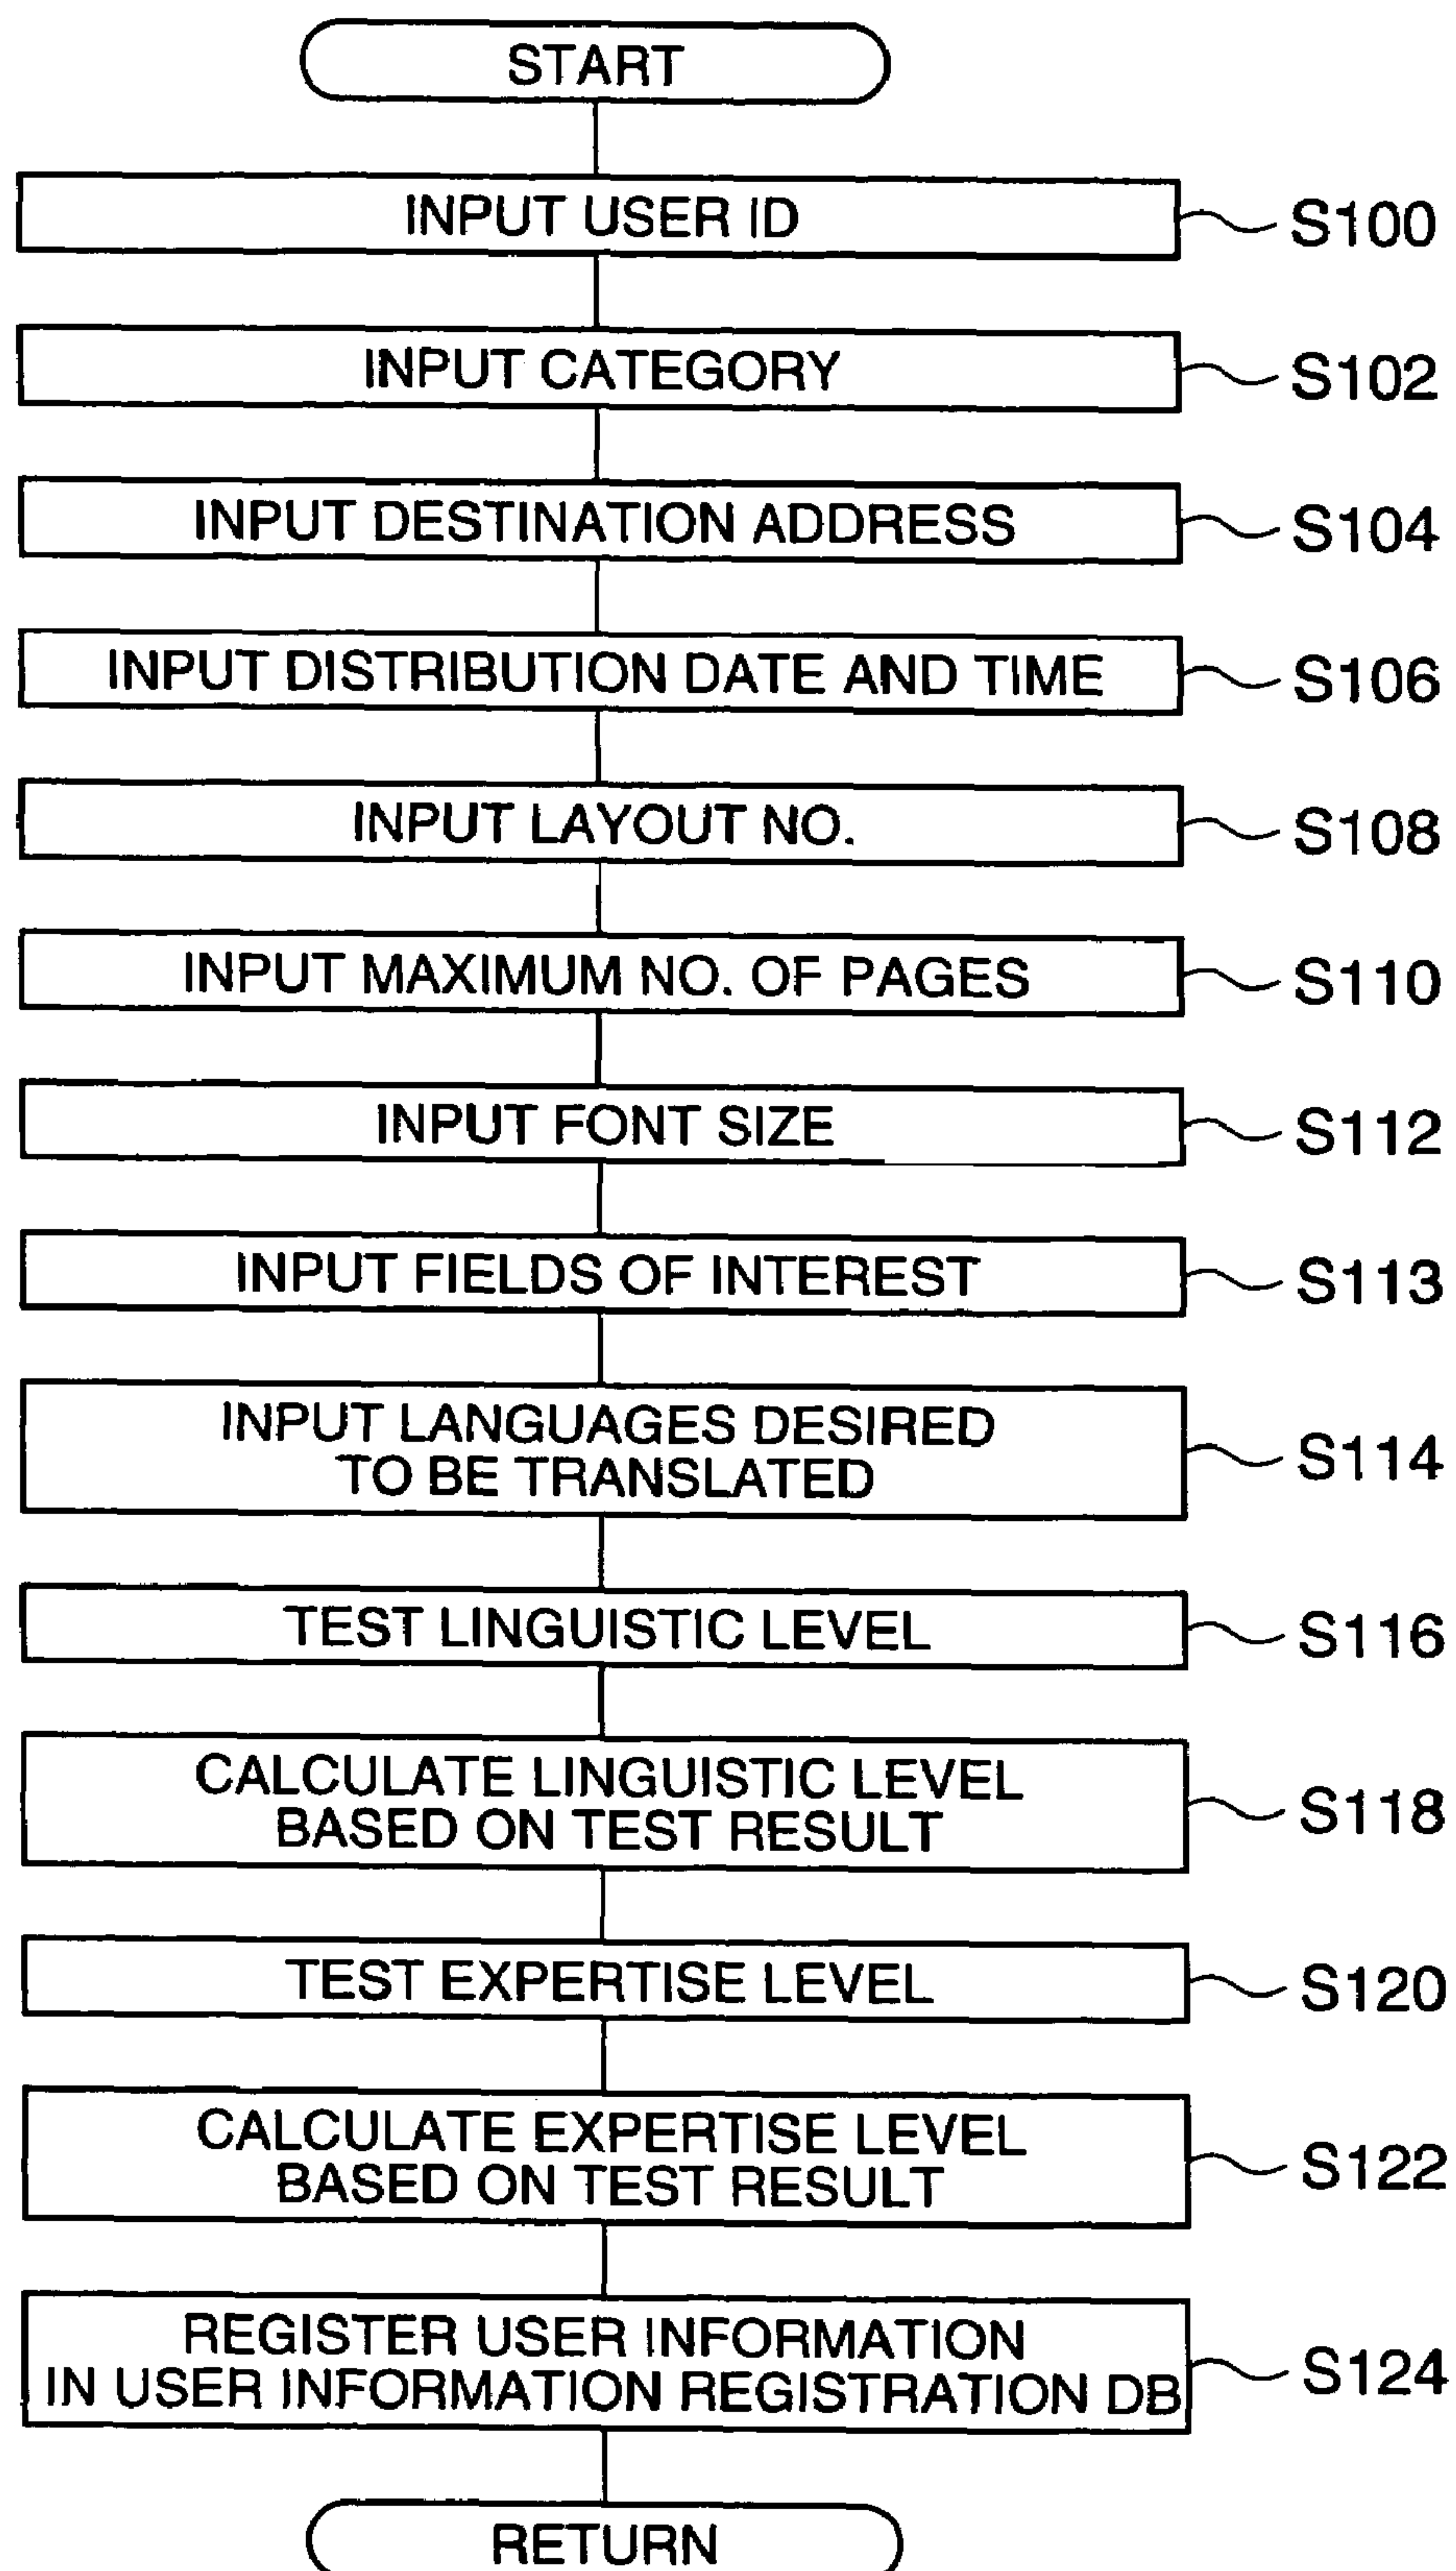 START
INPUT USER ID
S100
INPUT CATEGORY
S102
INPUT DESTINATION ADDRESS
S104
INPUT DISTRIBUTION DATE AND TIME
S106
INPUT LAYOUT NO.
S108
INPUT MAXIMUM NO. OF PAGES
S110
INPUT FONT SIZE
S112
INPUT FIELDS OF INTEREST
S113
INPUT LANGUAGES DESIRED
TO BE TRANSLATED
S114
TEST LINGUISTIC LEVEL
S116
CALCULATE LINGUISTIC LEVEL
BASED ON TEST RESULT
S118
TEST EXPERTISE LEVEL
S120
CALCULATE EXPERTISE LEVEL
BASED ON TEST RESULT
S122
REGISTER USER INFORMATION
IN USER INFORMATION REGISTRATION DB
S124
RETURN